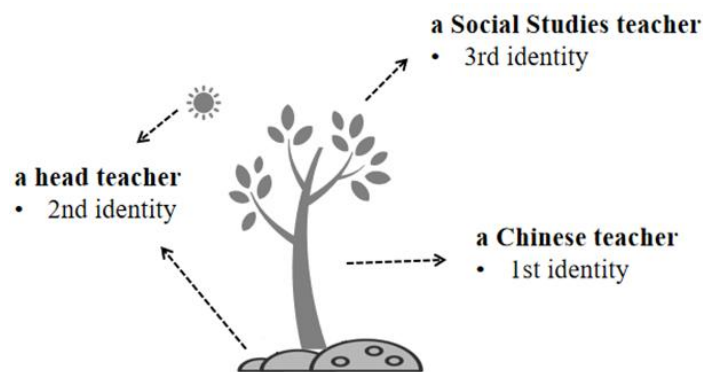 a Social Studies teacher
• 3rd identity
a head teacher
• 2nd identity
a Chinese teacher
• 1st identity